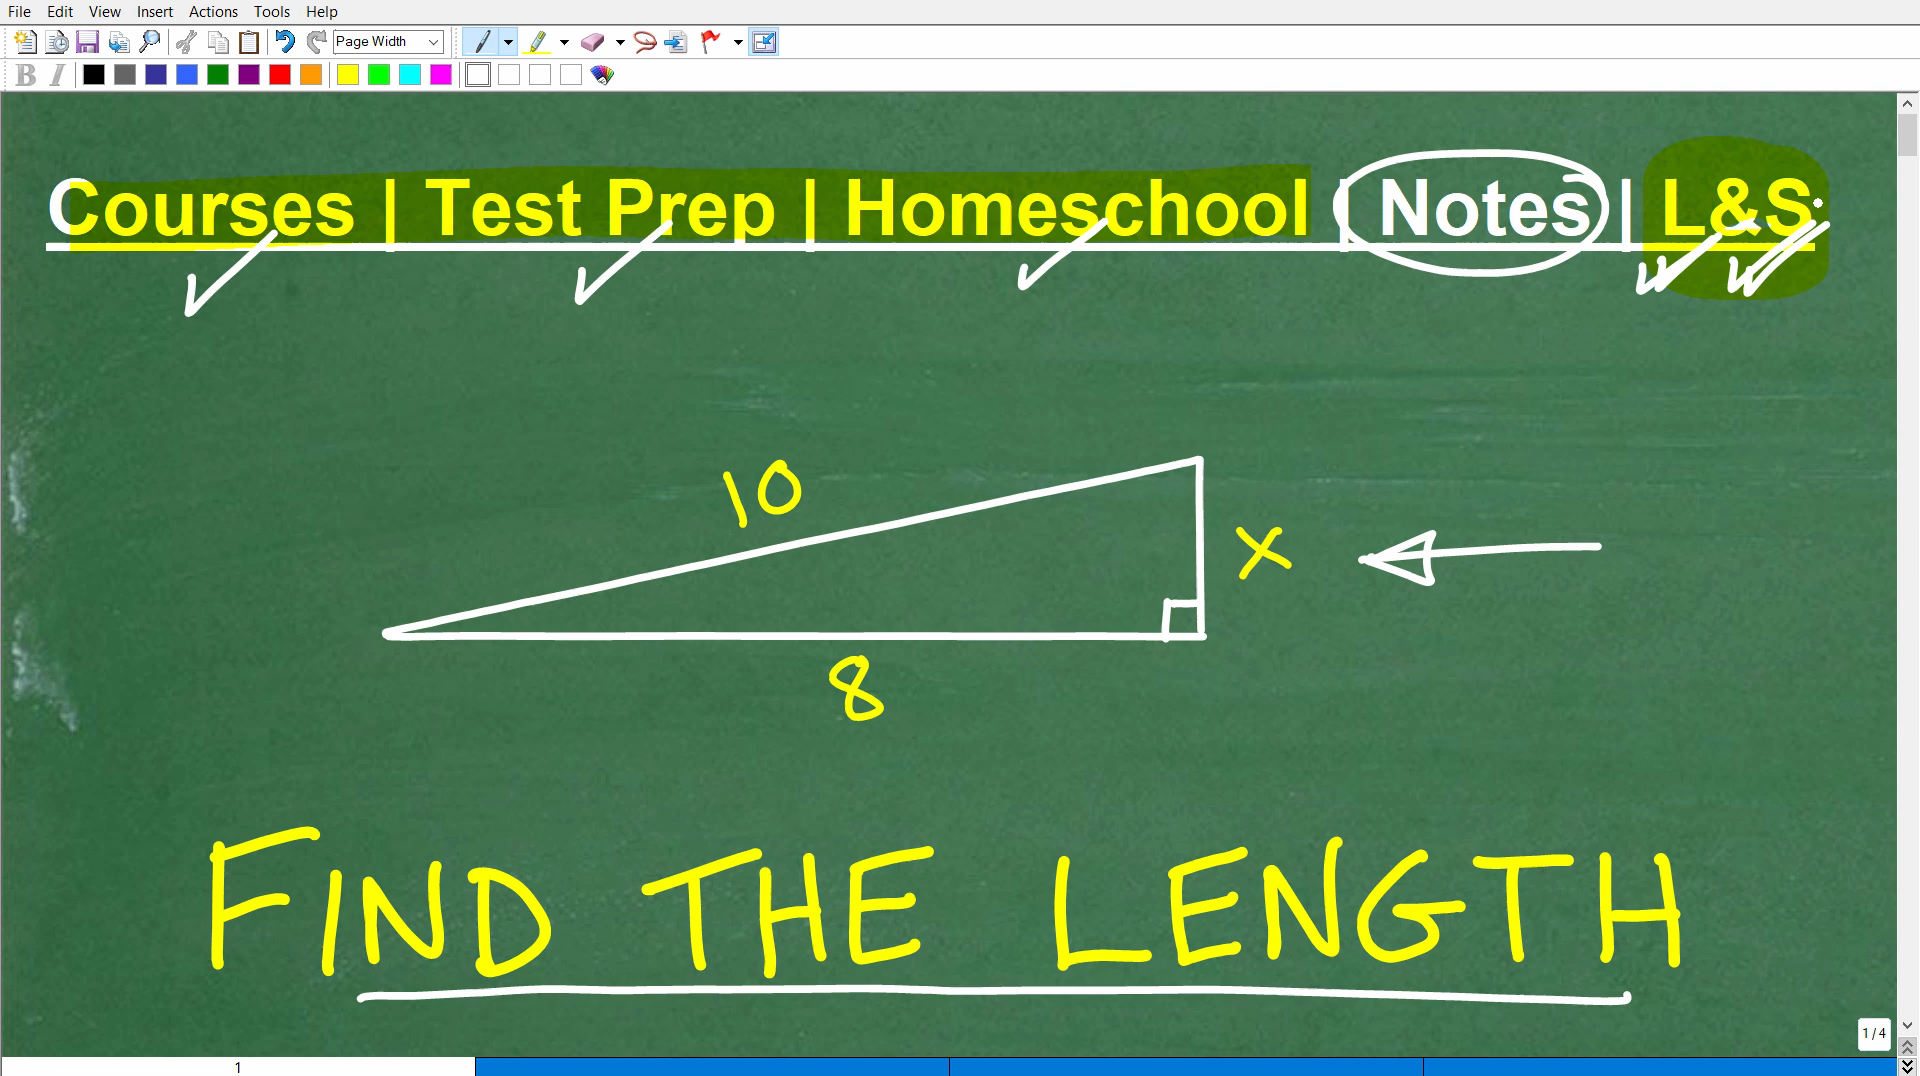 File Edit View Insert Actions Tools Help
Page Width
B I
Courses | Test Prep | Homeschool | Notes | L&S
10
X
8
FIND THE LENGTH
1 / 4
1